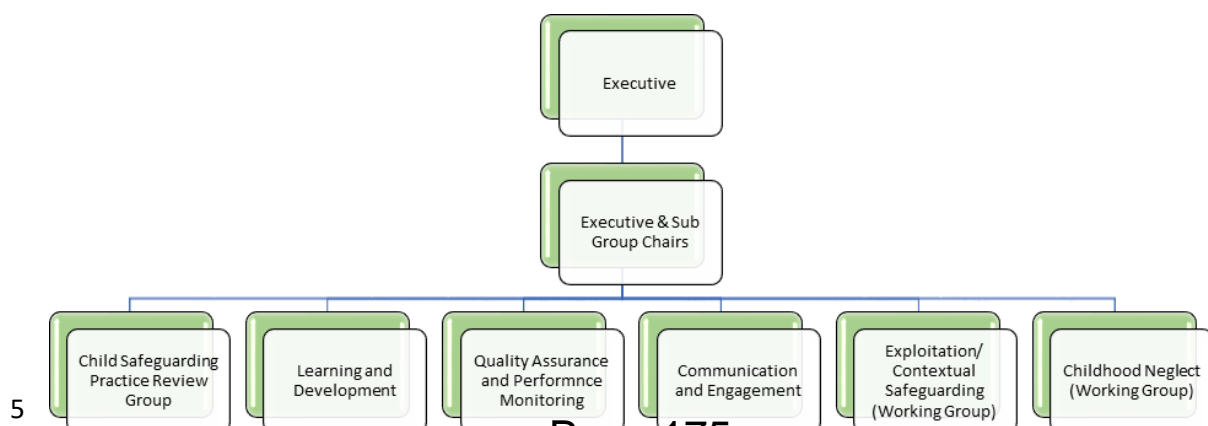 Executive
Executive & Sub
Group Chairs
Child Safeguarding
Practice Review
Group
Learning and
Development
Quality Assurance
and Performnce
Monitoring
Communication
and Engagement
Exploitation/
Contextual
Safeguarding
(Working Group)
Childhood Neglect
(Working Group)
5
175